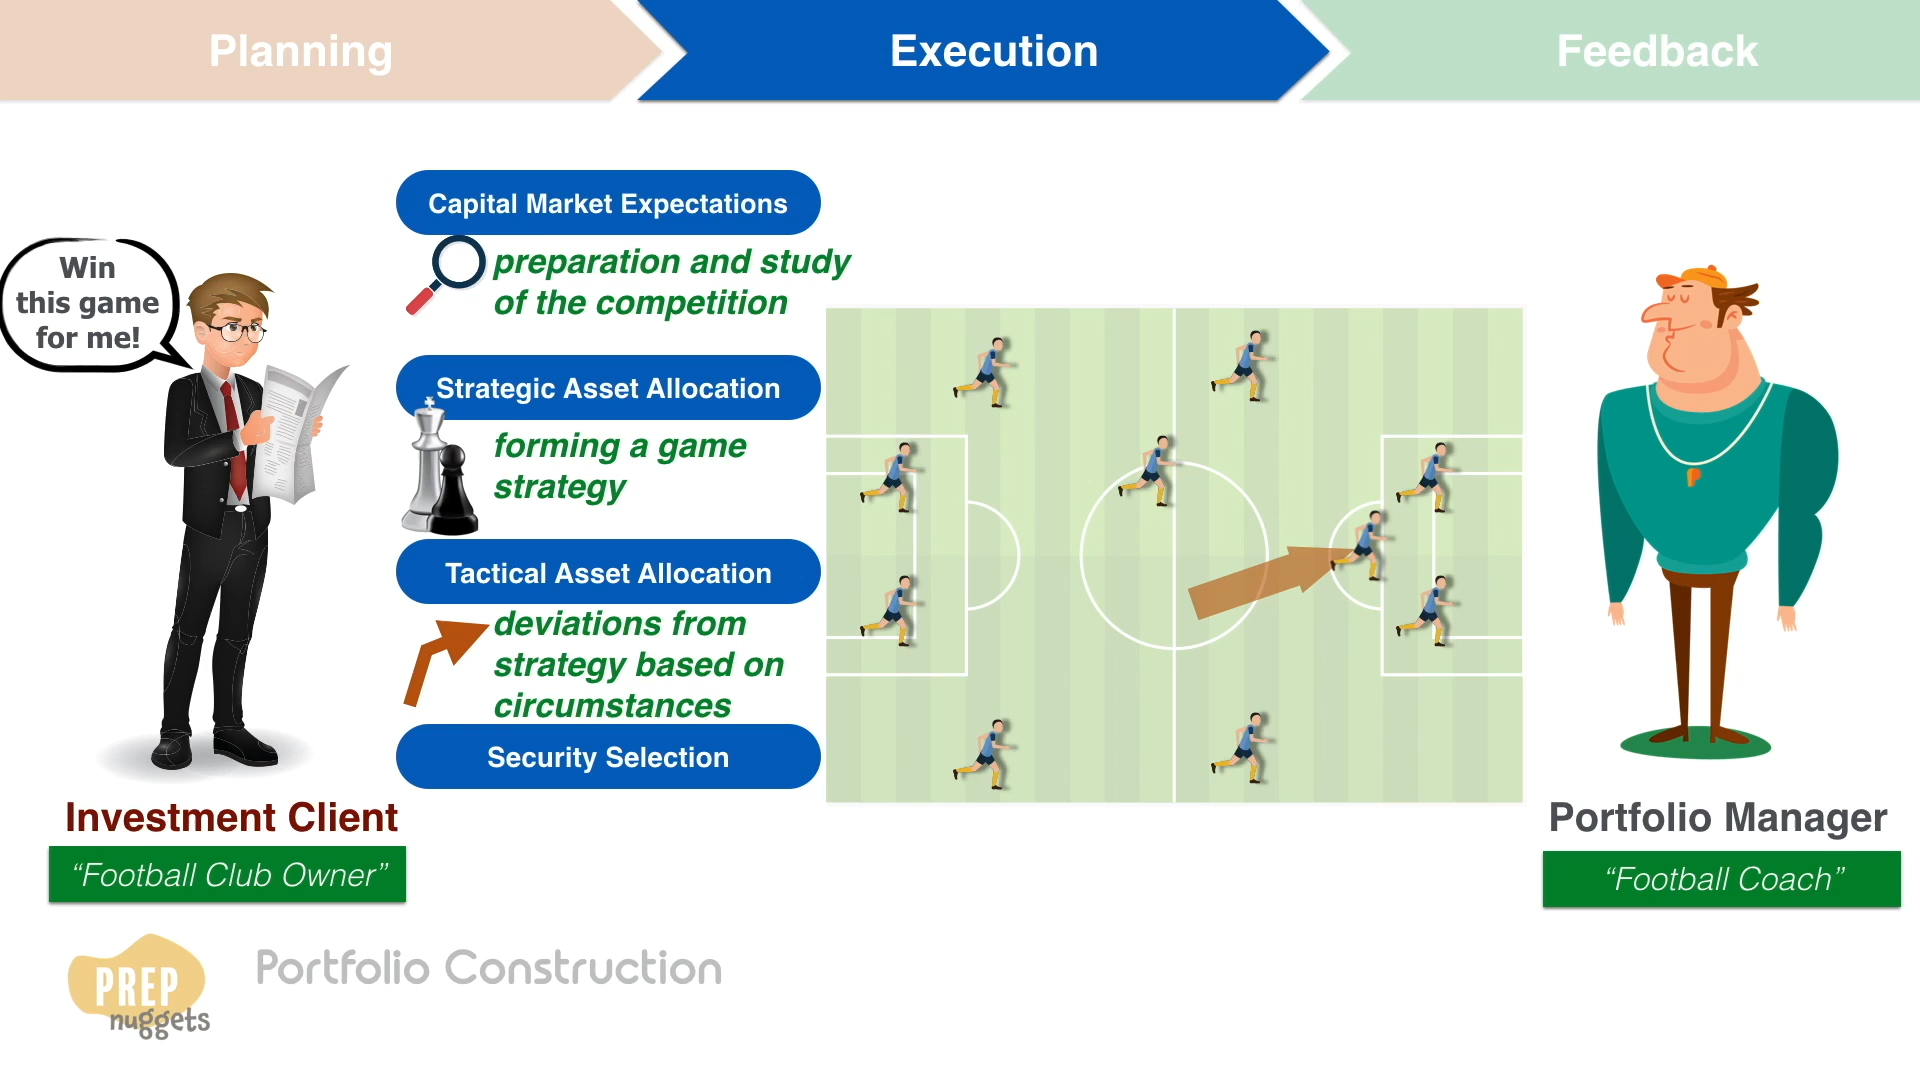 Planning
Execution
Feedback
Win
this game
for me!
Capital Market Expectations
preparation and study
of the competition
Strategic Asset Allocation
forming a game
strategy
Tactical Asset Allocation
deviations from
strategy based on
circumstances
Security Selection
Investment Client
“Football Club Owner”
Portfolio Manager
“Football Coach”
PREP
nuggets
Portfolio Construction